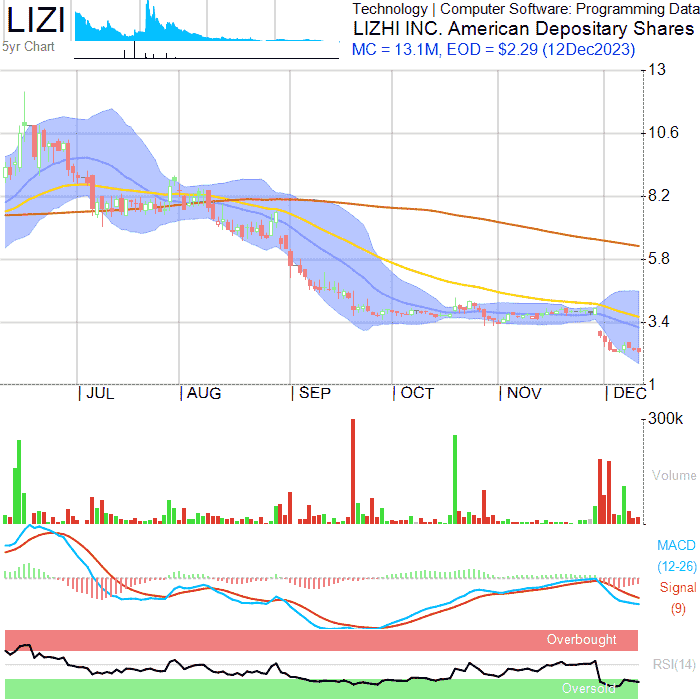 LIZI
5yr Chart
Technology | Computer Software: Programming Data
LIZHI INC. American Depositary Shares
MC = 13.1M, EOD = $2.29 (12Dec2023)
13
10.6
8.2
5.8
3.4
1
| JUL | AUG | SEP | OCT | NOV | DEC
300k
Volume
MACD
(12-26)
Signal
(9)
Overbought
RSI(14)
Oversold